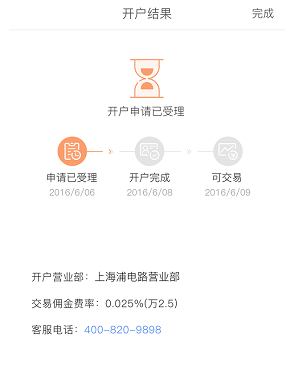 开户结果 完成
开户申请已受理
申请已受理 开户完成 可交易
2016/6/06 2016/6/08 2016/6/09
开户营业部：上海浦电路营业部
交易佣金费率：0.025%(万2.5)
客服电话：400-820-9898